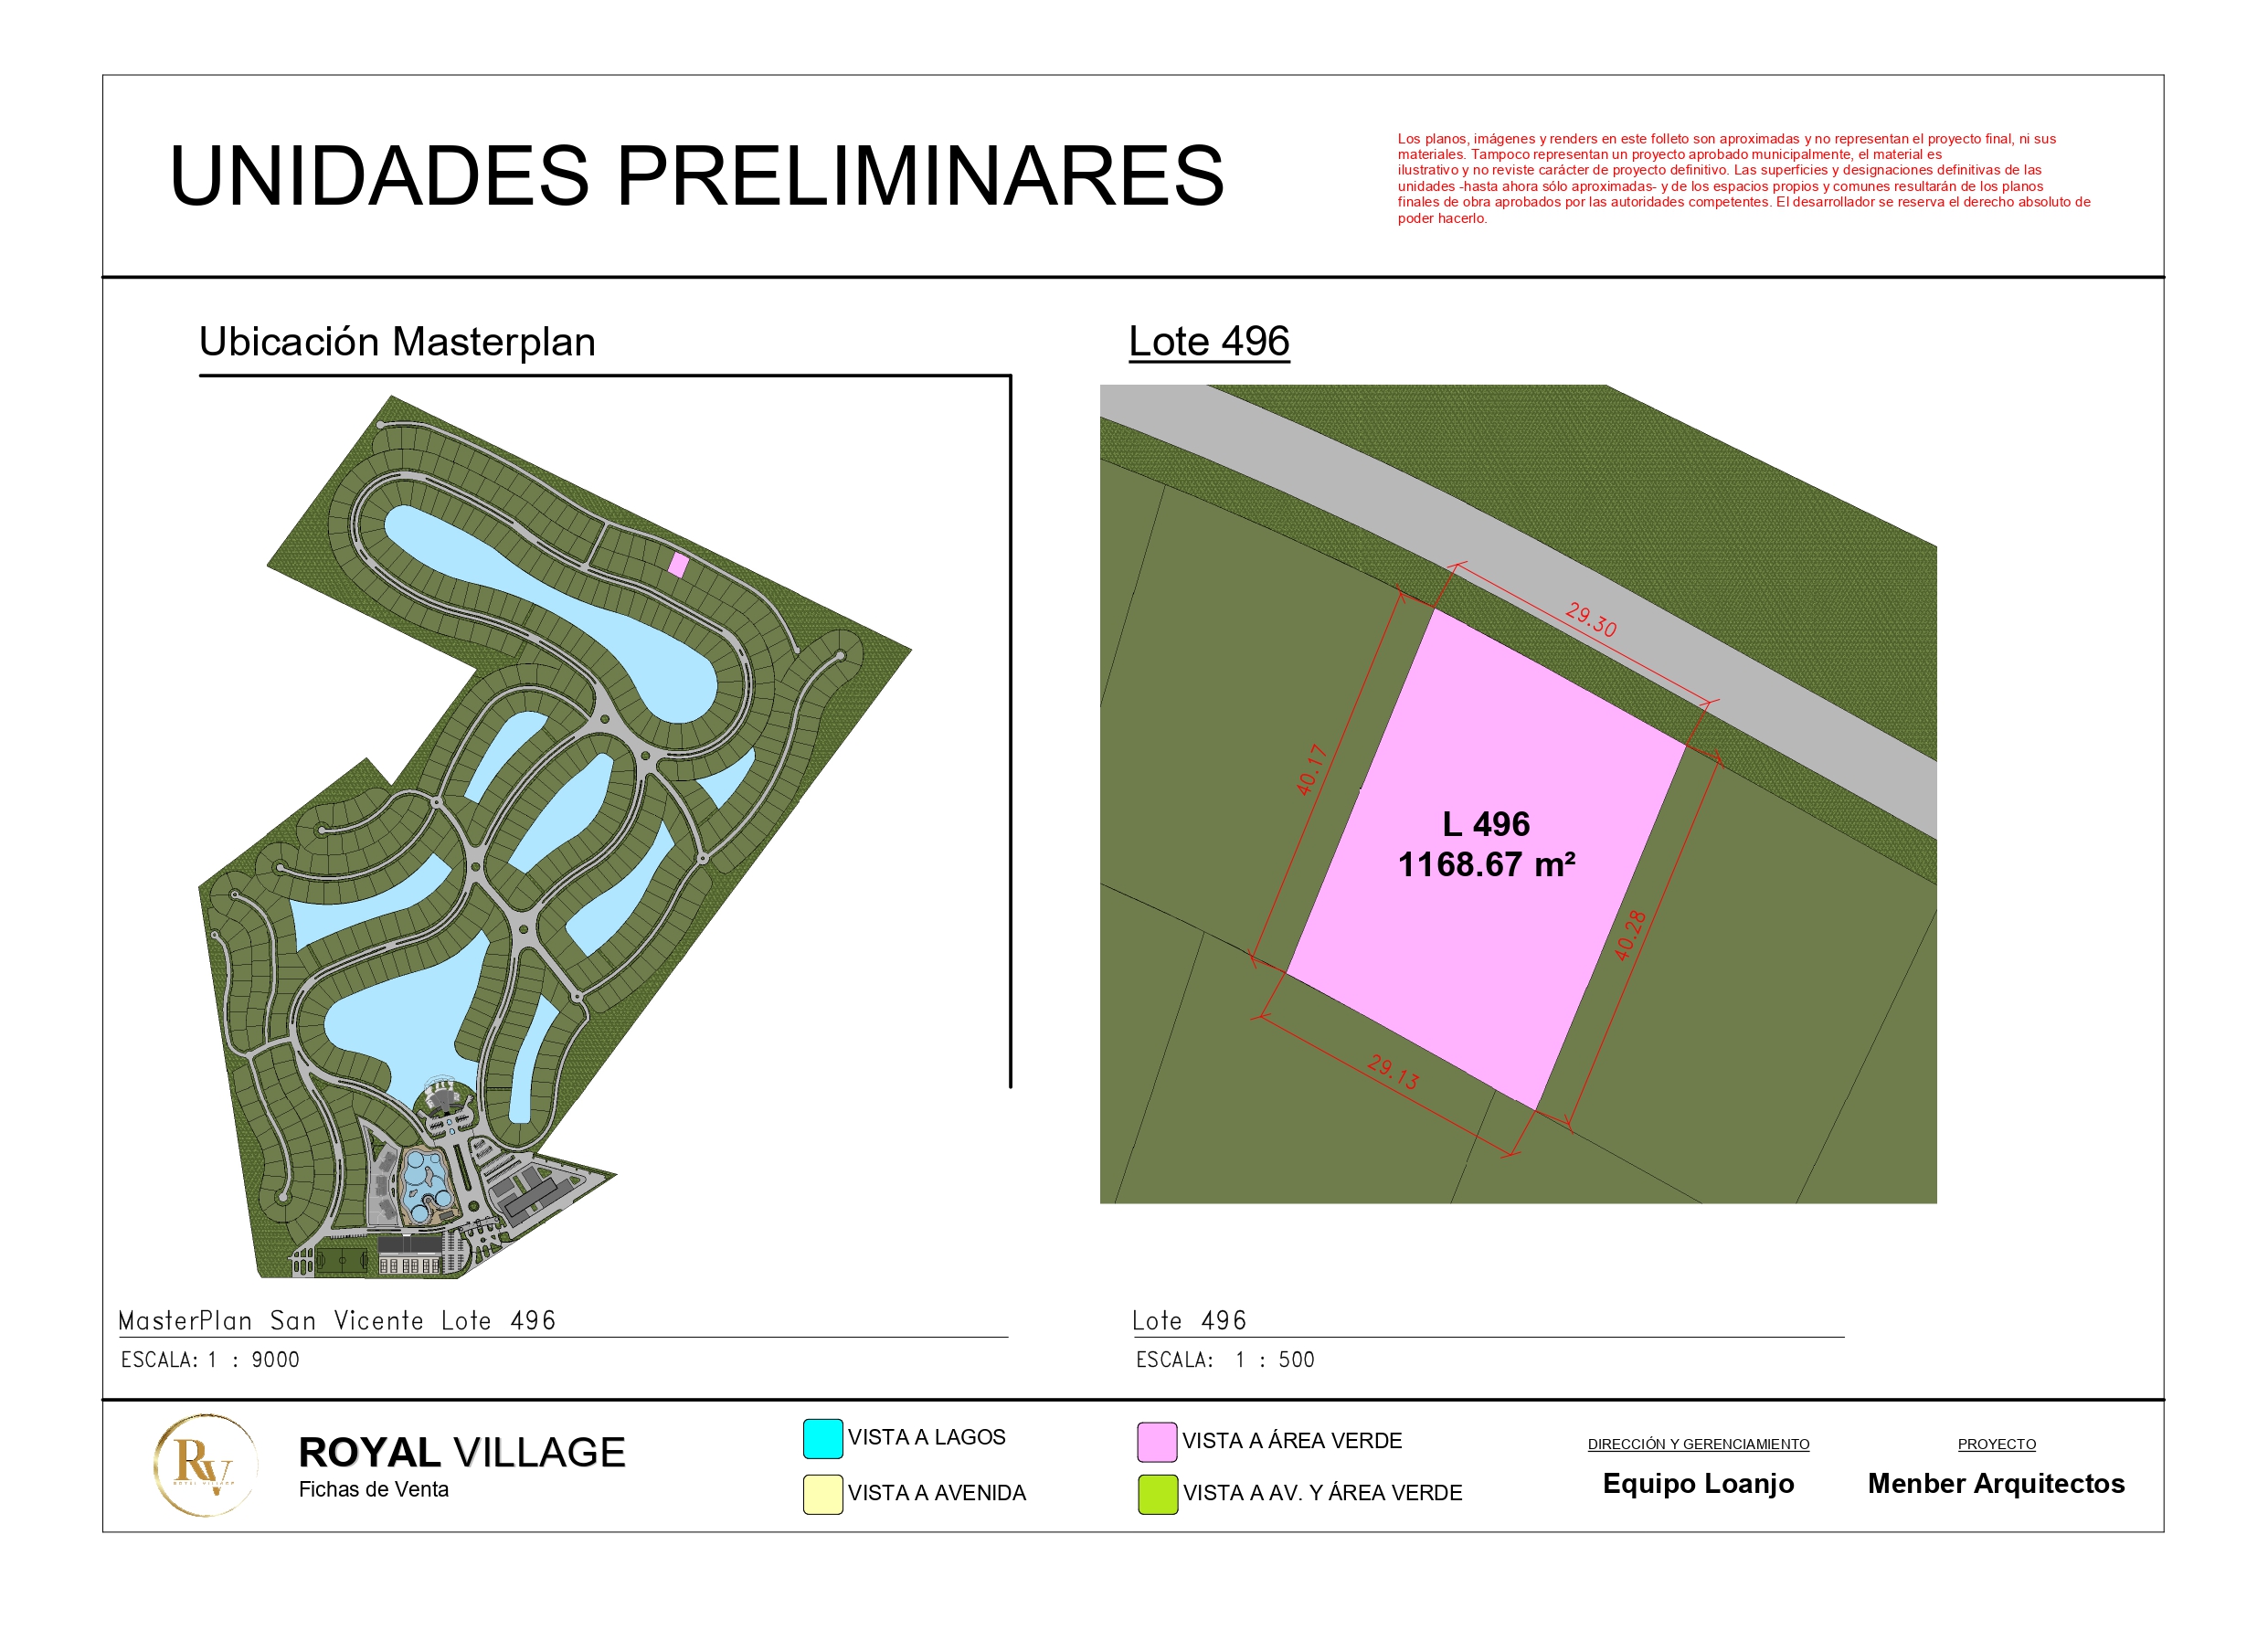 UNIDADES PRELIMINARES
Los planos, imágenes y renders en este folleto son aproximadas y no representan el proyecto final, ni sus
materiales. Tampoco representan un proyecto aprobado municipalmente, el material es
ilustrativo y no reviste carácter de proyecto definitivo. Las superficies y designaciones definitivas de las
unidades -hasta ahora sólo aproximadas- y de los espacios propios y comunes resultarán de los planos
finales de obra aprobados por las autoridades competentes. El desarrollador se reserva el derecho absoluto de
poder hacerlo.
Ubicación Masterplan
Lote 496
29.30
40.17
L 496
1168.67 m²
40.28
29.13
MasterPlan San Vicente Lote 496
ESCALA: 1 : 9000
Lote 496
ESCALA: 1 : 500
RV
ROYAL VILLAGE
ROYAL VILLAGE
Fichas de Venta
VISTA A LAGOS
VISTA A AVENIDA
VISTA A ÁREA VERDE
VISTA A AV. Y ÁREA VERDE
DIRECCIÓN Y GERENCIAMIENTO
Equipo Loanjo
PROYECTO
Menber Arquitectos